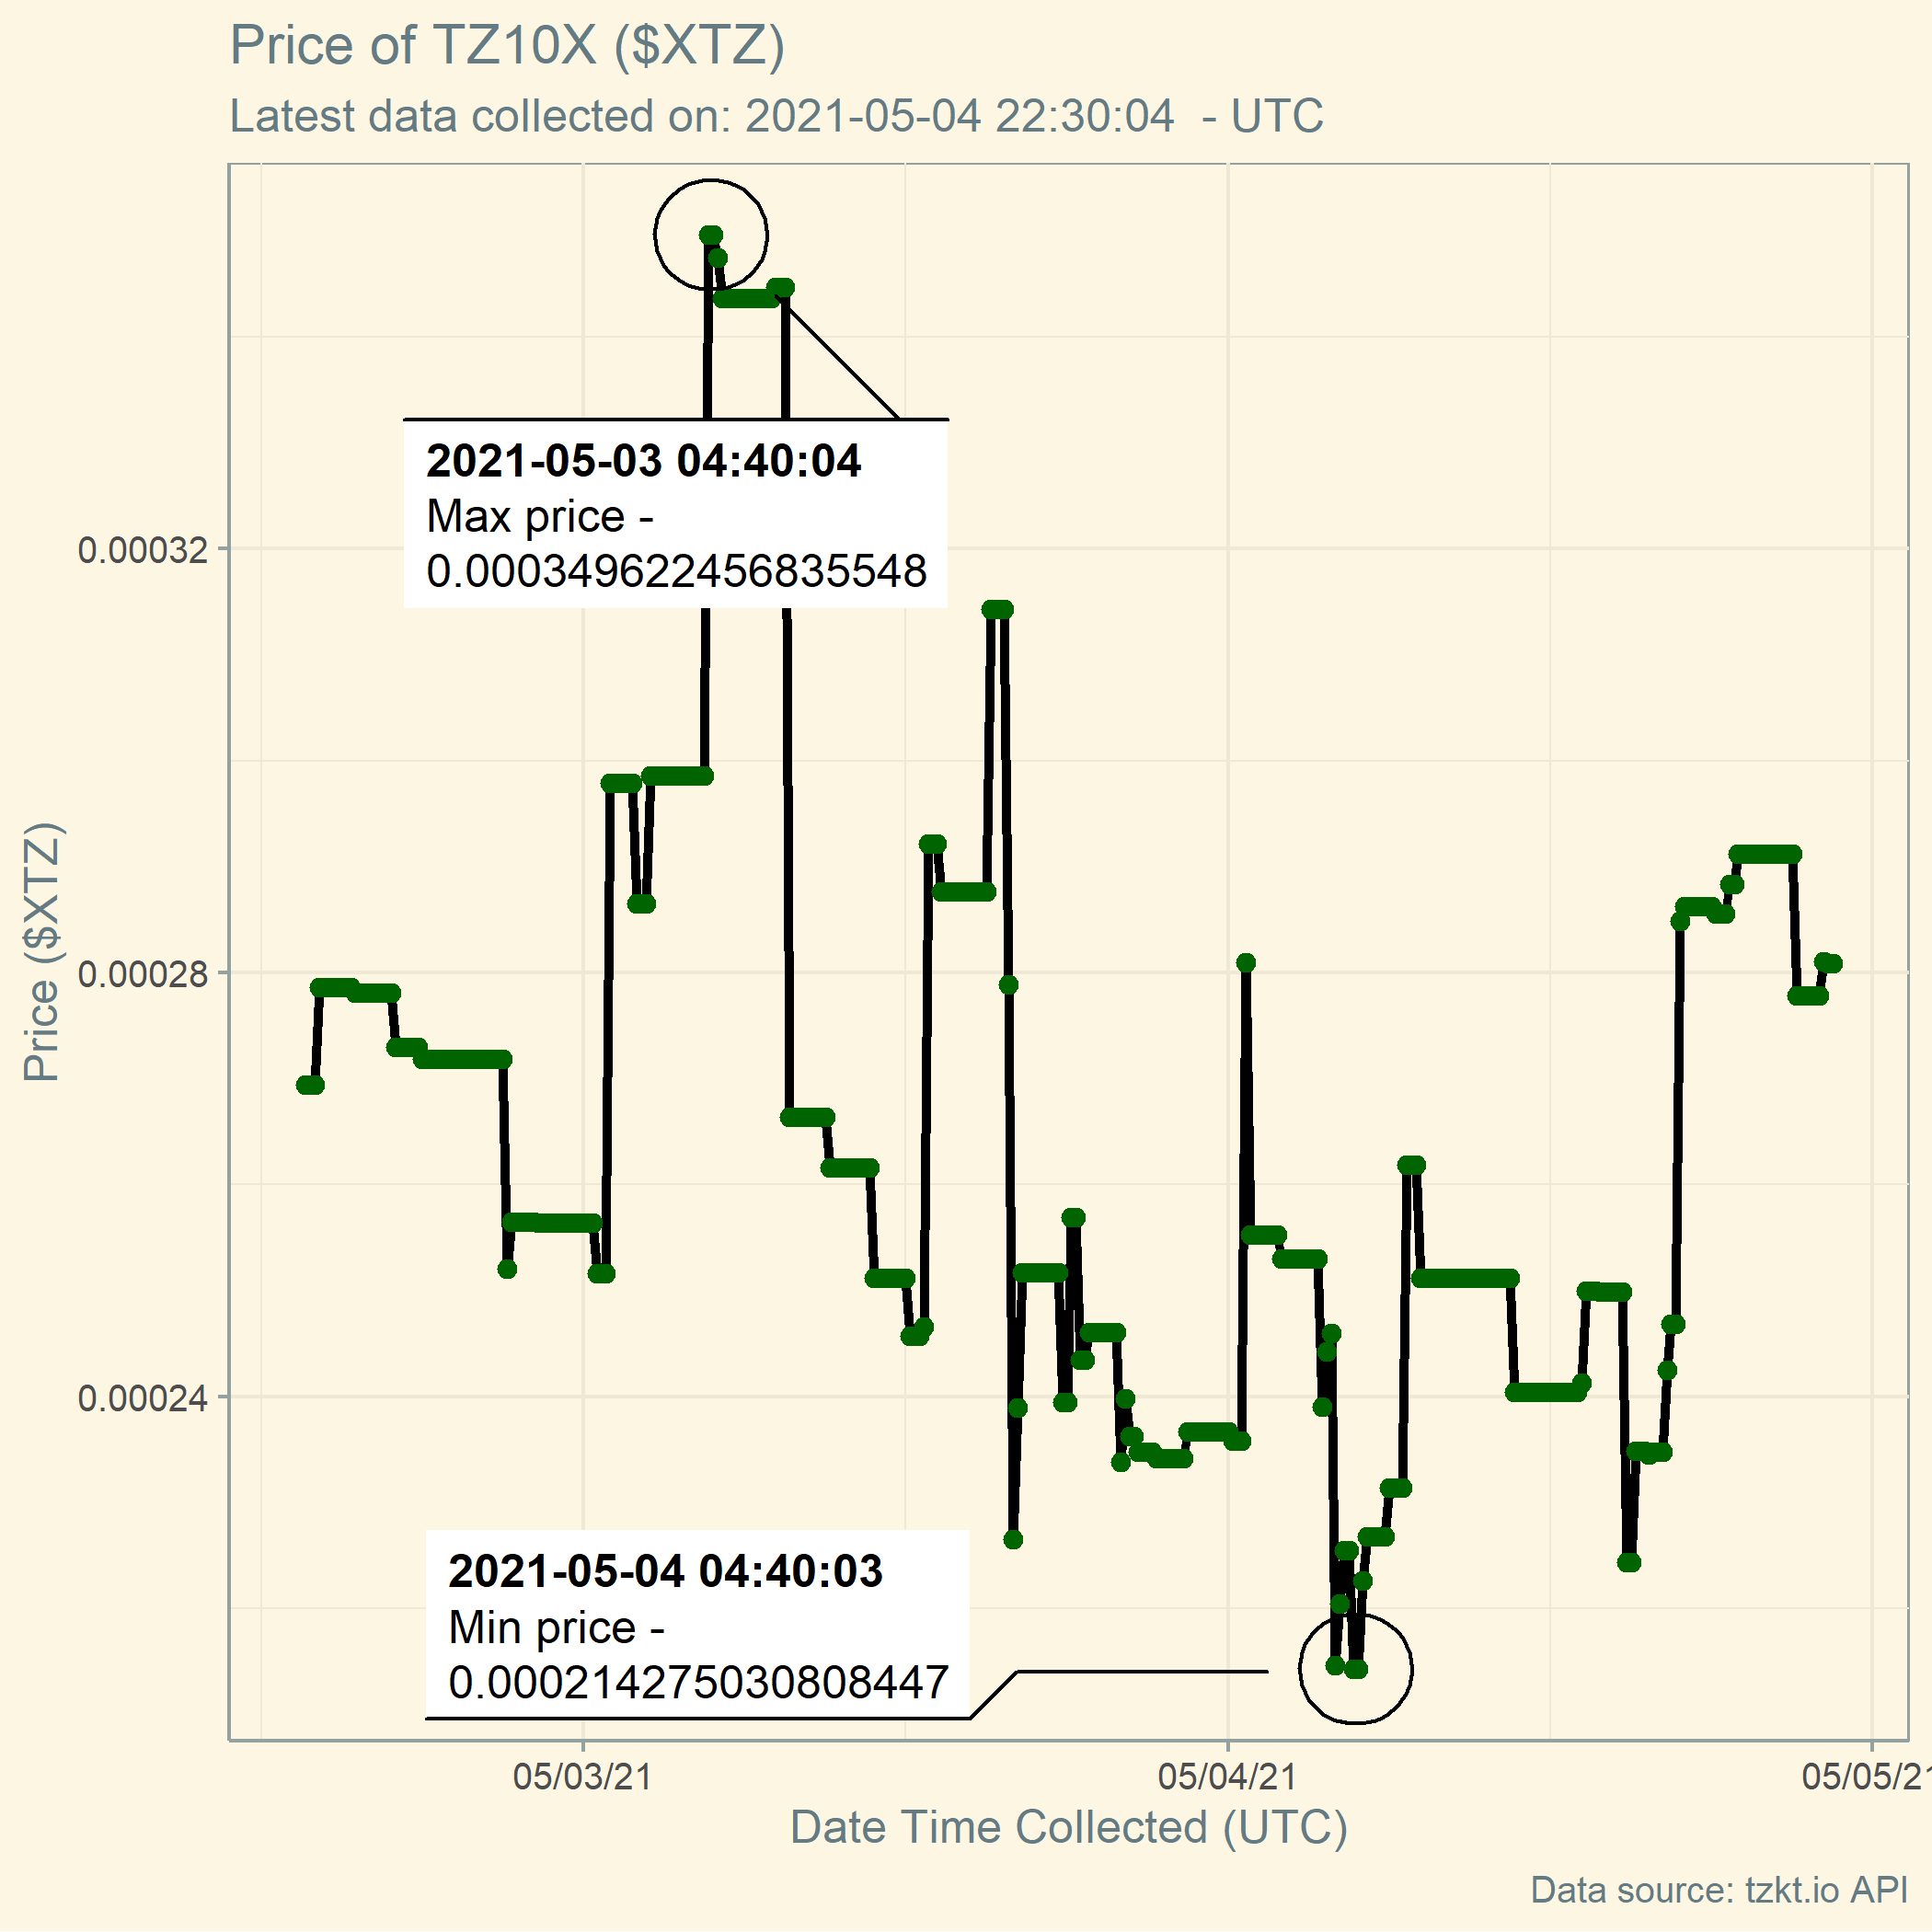 Price of TZ10X ($XTZ)
Latest data collected on: 2021-05-04 22:30:04  - UTC
2021-05-03 04:40:04
Max price -
0.000349622456835548
0.00032
0.00028
0.00024
Price ($XTZ)
2021-05-04 04:40:03
Min price -
0.000214275030808447
05/03/21
05/04/21
05/05/21
Date Time Collected (UTC)
Data source: tzkt.io API